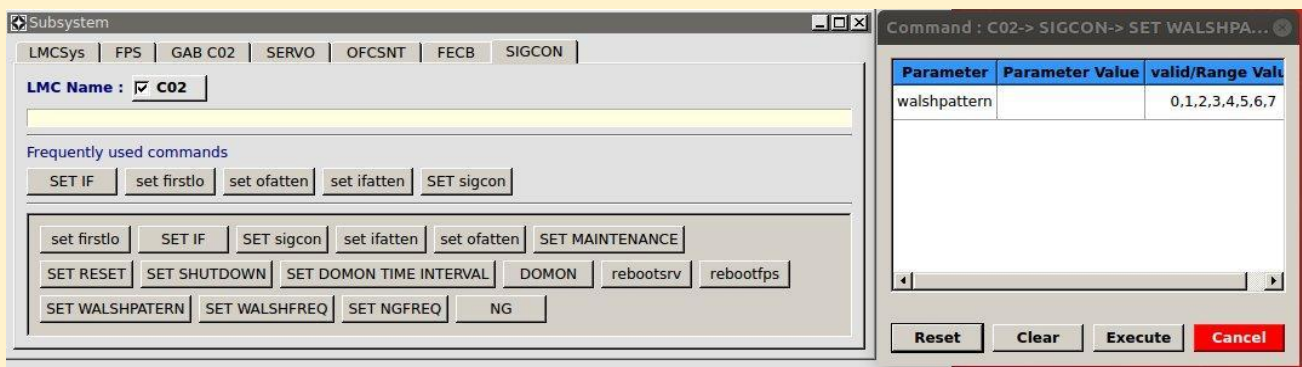 Subsystem
LMCSys FPS GAB C02 SERVO OFCSNT FECB SIGCON
LMC Name : C02
Frequently used commands
SET IF set firstlo set ofatten set ifatten SET sigcon
set firstlo SET IF SET sigcon set ifatten set ofatten SET MAINTENANCE
SET RESET SET SHUTDOWN SET DOMON TIME INTERVAL DOMON rebootsrv rebootfps
SET WALSHPATERN SET WALSHFREQ SET NGFREQ NG
Command : C02-> SIGCON-> SET WALSHPA...
Parameter Parameter Value valid/Range Valu
walshpattern 0,1,2,3,4,5,6,7
Reset Clear Execute Cancel